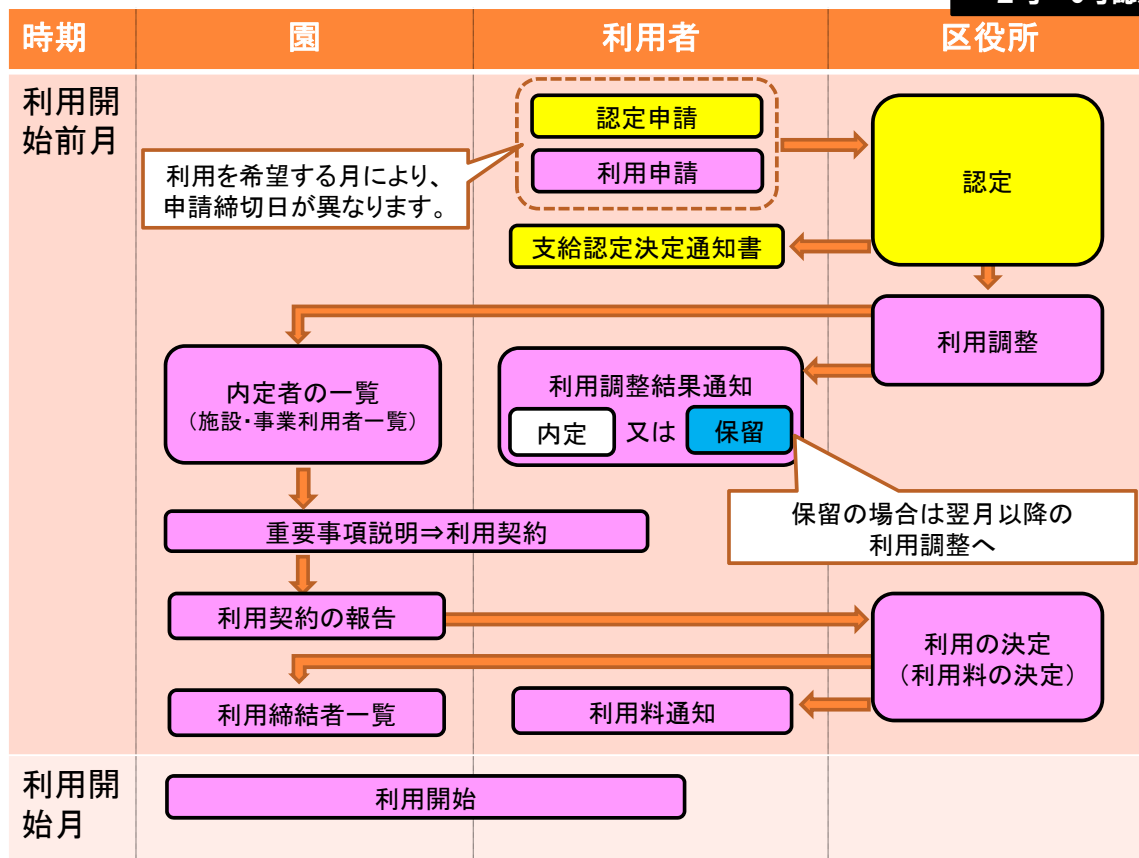 時期
園
利用者
区役所
利用開
始前月
認定申請
利用申請
認定
利用を希望する月により、
申請締切日が異なります。
支給認定決定通知書
利用調整
内定者の一覧
（施設・事業利用者一覧）
利用調整結果通知
内定 又は 保留
保留の場合は翌月以降の
利用調整へ
重要事項説明⇒利用契約
利用契約の報告
利用の決定
（利用料の決定）
利用締結者一覧
利用料通知
利用開
始月
利用開始